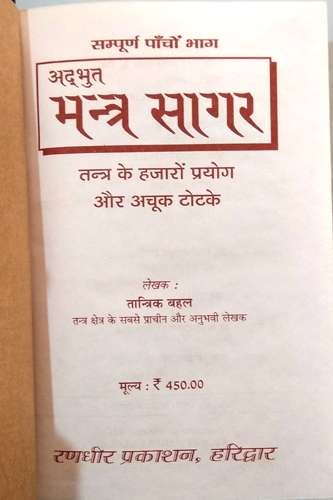 सम्पूर्ण पाँचों भाग
अद्‌भुत
मन्त्र सागर
तन्त्र के हजारों प्रयोग
और अचूक टोटके
लेखक :
तान्त्रिक बहल
तन्त्र क्षेत्र के सबसे प्राचीन और अनुभवी लेखक
मूल्य : ₹ 450.00
रणधीर प्रकाशन, हरिद्वार